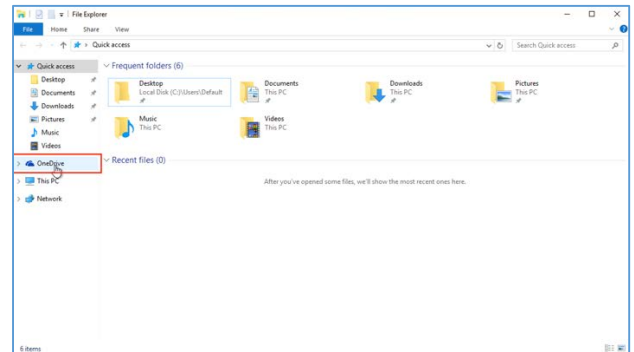 File Explorer
File Home Share View
Quick access
Search Quick access
Quick access
Desktop
Documents
Downloads
Pictures
Music
Videos
OneDrive
This PC
Network
Frequent folders (6)
Desktop
Local Disk (C:)\Users\Default
Documents
This PC
Downloads
This PC
Pictures
This PC
Music
This PC
Videos
This PC
Recent files (0)
After you've opened some files, we'll show the most recent ones here.
6 items